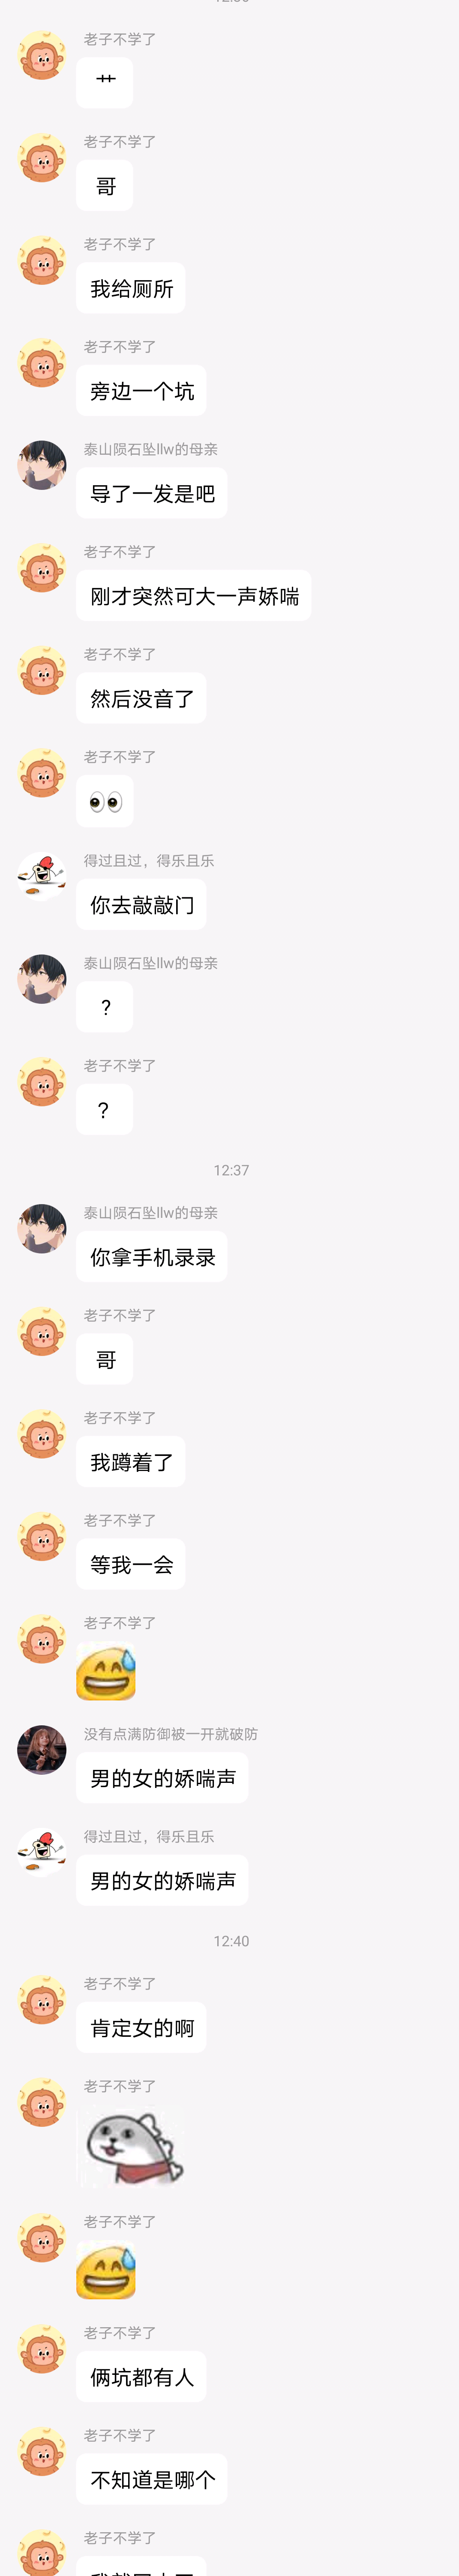 老子不学了
艹
老子不学了
哥
老子不学了
我给厕所
老子不学了
旁边一个坑
泰山陨石坠llw的母亲
导了一发是吧
老子不学了
刚才突然可大一声娇喘
老子不学了
然后没音了
老子不学了
👀
得过且过，得乐且乐
你去敲敲门
泰山陨石坠llw的母亲
？
老子不学了
？
12:37
泰山陨石坠llw的母亲
你拿手机录录
老子不学了
哥
老子不学了
我蹲着了
老子不学了
等我一会
老子不学了
没有点满防御被一开就破防
男的女的娇喘声
得过且过，得乐且乐
男的女的娇喘声
12:40
老子不学了
肯定女的啊
老子不学了
老子不学了
老子不学了
俩坑都有人
老子不学了
不知道是哪个
老子不学了